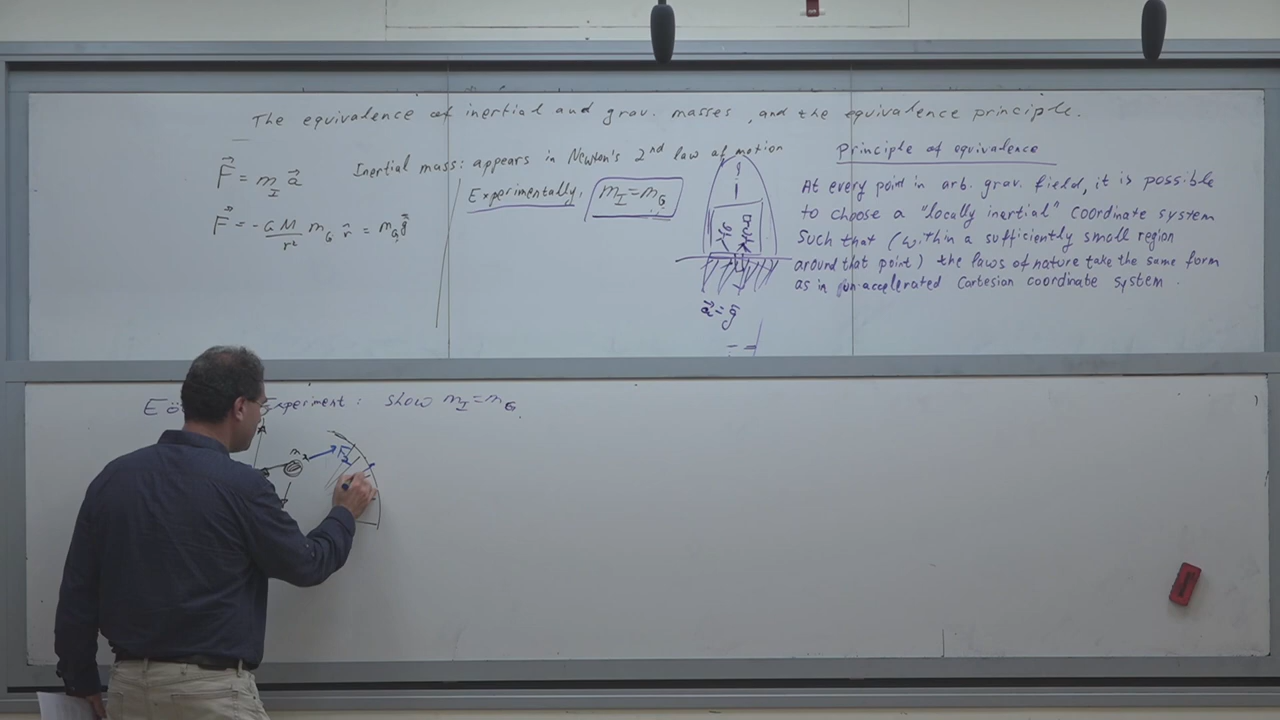 The equivalence of inertial and grav. masses, and the equivalence principle.
F⃗ = m_I a⃗
Inertial mass: appears in Newton's 2nd law of motion
F⃗ = - G M / r² m_G r̂ = m_G g⃗
Experimentally, m_I = m_G
a⃗ = g⃗
Principle of equivalence
At every point in arb. grav. field, it is possible
to choose a "locally inertial" coordinate system
such that (within a sufficiently small region
around that point) the laws of nature take the same form
as in un-accelerated Cartesian coordinate system.
Eö xperiment: show m_I = m_G